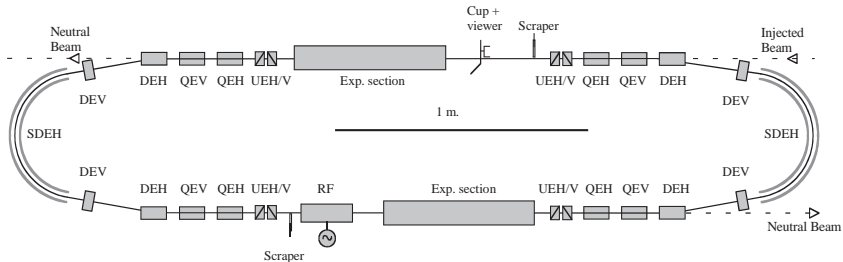 Cup +
viewer
Scraper
Neutral
Beam
Injected
Beam
DEH QEV QEH UEH/V Exp. section UEH/V QEH QEV DEH
DEV DEV
1 m.
SDEH SDEH
DEV DEV
DEH QEV QEH UEH/V RF Exp. section UEH/V QEH QEV DEH
Neutral Beam
Scraper